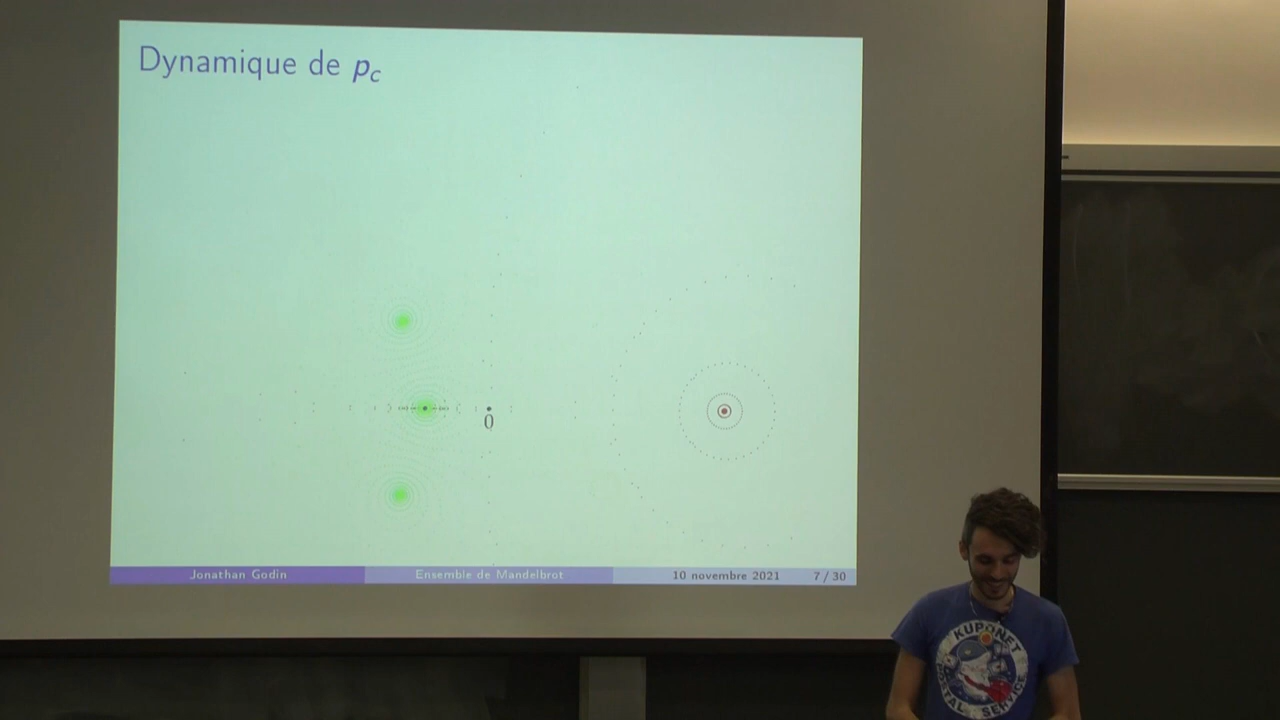 Dynamique de p_c
0
Jonathan Godin
Ensemble de Mandelbrot
10 novembre 2021
7 / 30
KUPONET
POSTAL SERVICE